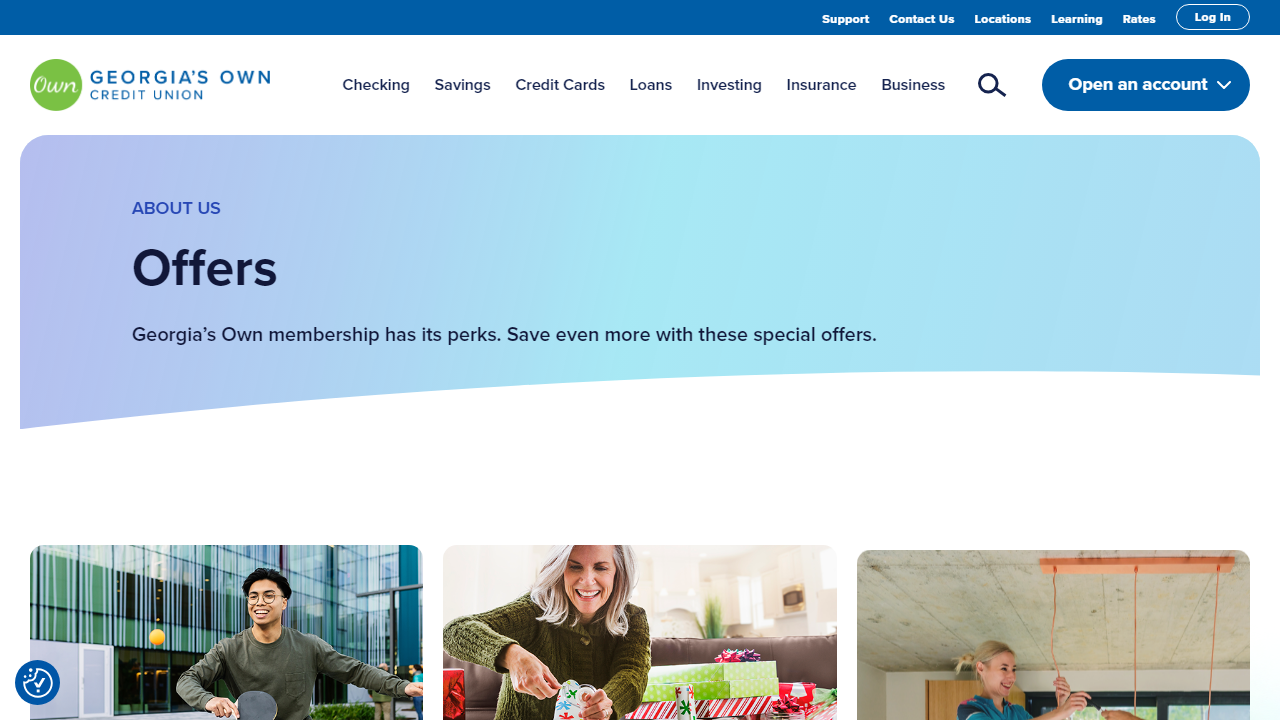 Support Contact Us Locations Learning Rates Log In
Own GEORGIA'S OWN
CREDIT UNION
Checking Savings Credit Cards Loans Investing Insurance Business Open an account
ABOUT US
Offers
Georgia’s Own membership has its perks. Save even more with these special offers.